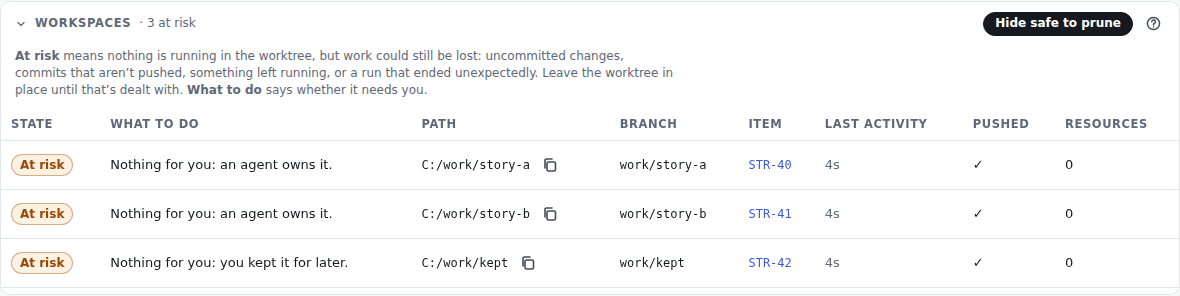 WORKSPACES · 3 at risk Hide safe to prune
At risk means nothing is running in the worktree, but work could still be lost: uncommitted changes,
commits that aren’t pushed, something left running, or a run that ended unexpectedly. Leave the worktree in
place until that’s dealt with. What to do says whether it needs you.
STATE WHAT TO DO PATH BRANCH ITEM LAST ACTIVITY PUSHED RESOURCES
At risk Nothing for you: an agent owns it. C:/work/story-a work/story-a STR-40 4s ✓ 0
At risk Nothing for you: an agent owns it. C:/work/story-b work/story-b STR-41 4s ✓ 0
At risk Nothing for you: you kept it for later. C:/work/kept work/kept STR-42 4s ✓ 0